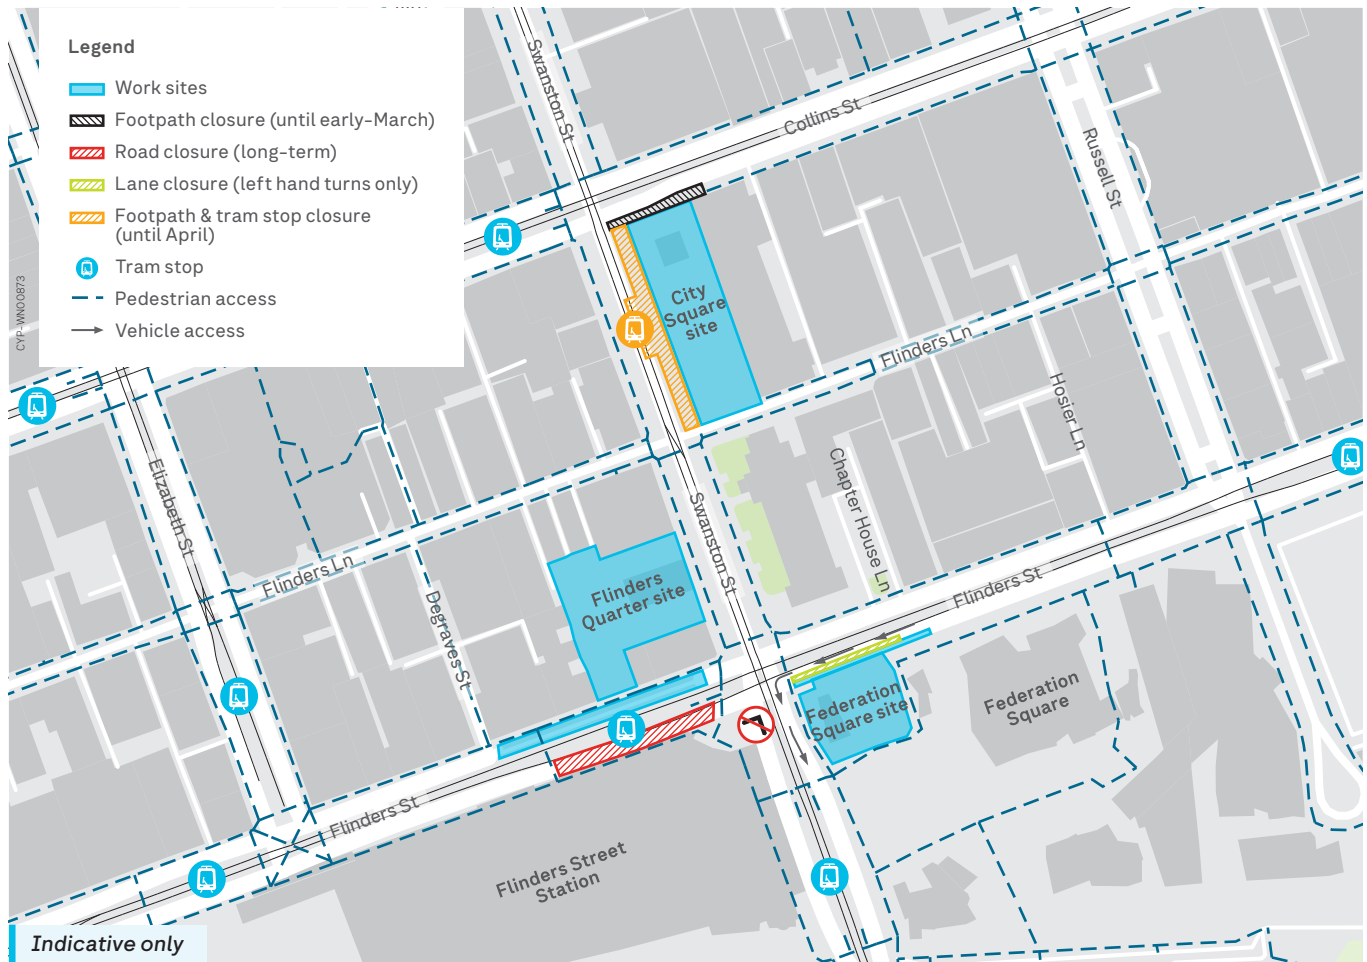 Legend
Work sites
Footpath closure (until early-March)
Road closure (long-term)
Lane closure (left hand turns only)
Footpath & tram stop closure
(until April)
Tram stop
Pedestrian access
Vehicle access
CYP-WN00873
Swanston St
Collins St
Russell St
City
Square
site
Flinders Ln
Hosier Ln
Chapter House Ln
Elizabeth St
Swanston St
Flinders Ln
Degraves St
Flinders
Quarter site
Flinders St
Federation
Square site
Federation
Square
Flinders St
Flinders Street
Station
Indicative only